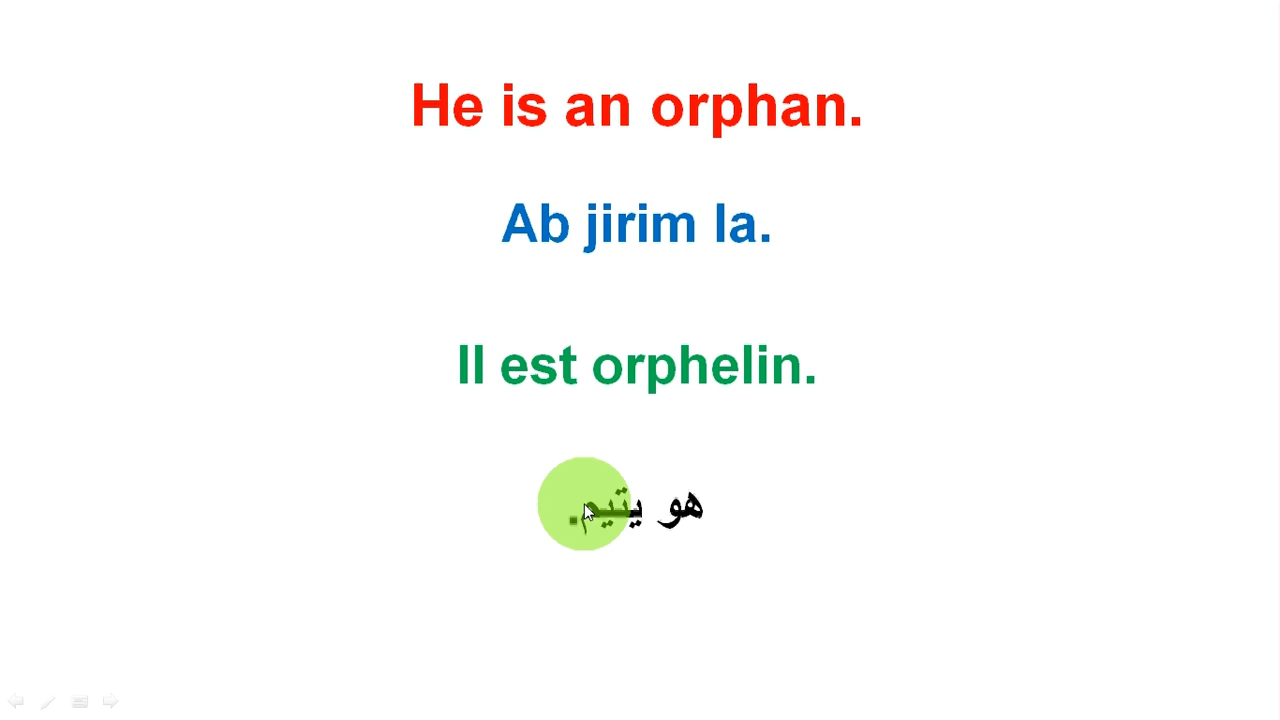 He is an orphan.
Ab jirim la.
Il est orphelin.
هو يتيم.